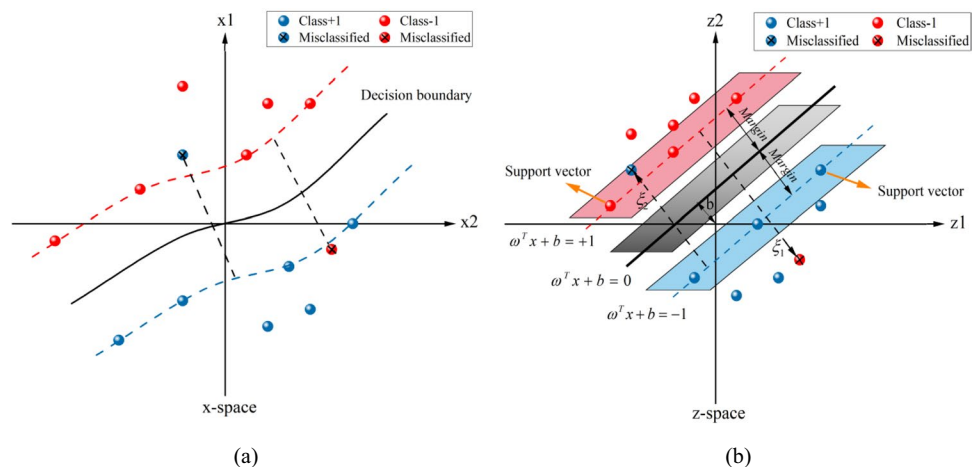 x1
Class+1 Class-1
Misclassified Misclassified
Decision boundary
x2
x-space
(a)
z2
Class+1 Class-1
Misclassified Misclassified
Margin
Margin
Support vector
Support vector
ξ₂
b
z1
ξ₁
ω^T x + b = +1
ω^T x + b = 0
ω^T x + b = −1
z-space
(b)